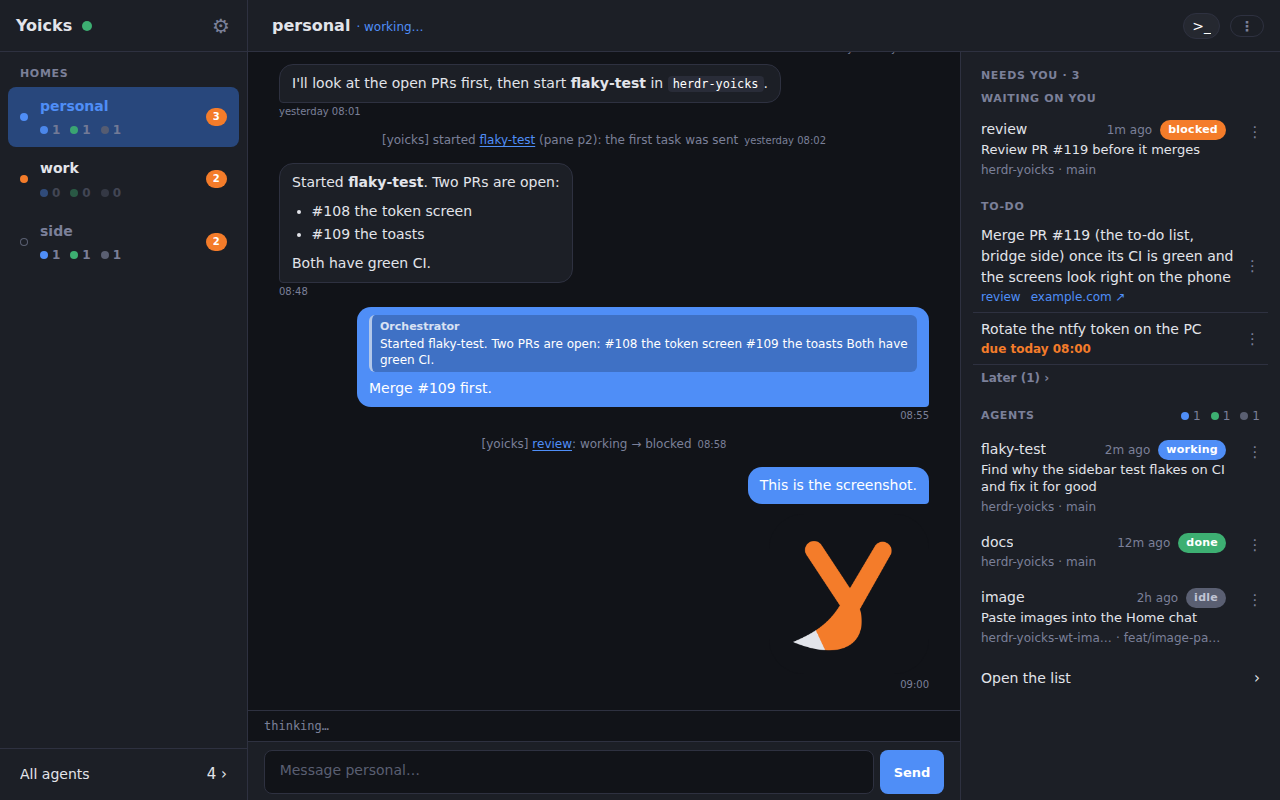 Yoicks
HOMES
personal
1 1 1
3
work
0 0 0
2
side
1 1 1
2
All agents 4 ›
personal · working…
>_
I'll look at the open PRs first, then start flaky-test in herdr-yoicks.
yesterday 08:01
[yoicks] started flaky-test (pane p2): the first task was sent yesterday 08:02
Started flaky-test. Two PRs are open:
• #108 the token screen
• #109 the toasts
Both have green CI.
08:48
Orchestrator
Started flaky-test. Two PRs are open: #108 the token screen #109 the toasts Both have
green CI.
Merge #109 first.
08:55
[yoicks] review: working → blocked 08:58
This is the screenshot.
09:00
thinking…
Message personal…
Send
NEEDS YOU · 3
WAITING ON YOU
review 1m ago blocked
Review PR #119 before it merges
herdr-yoicks · main
TO-DO
Merge PR #119 (the to-do list,
bridge side) once its CI is green and
the screens look right on the phone
review example.com ↗
Rotate the ntfy token on the PC
due today 08:00
Later (1) ›
AGENTS 1 1 1
flaky-test 2m ago working
Find why the sidebar test flakes on CI
and fix it for good
herdr-yoicks · main
docs 12m ago done
herdr-yoicks · main
image 2h ago idle
Paste images into the Home chat
herdr-yoicks-wt-ima… · feat/image-pa…
Open the list ›